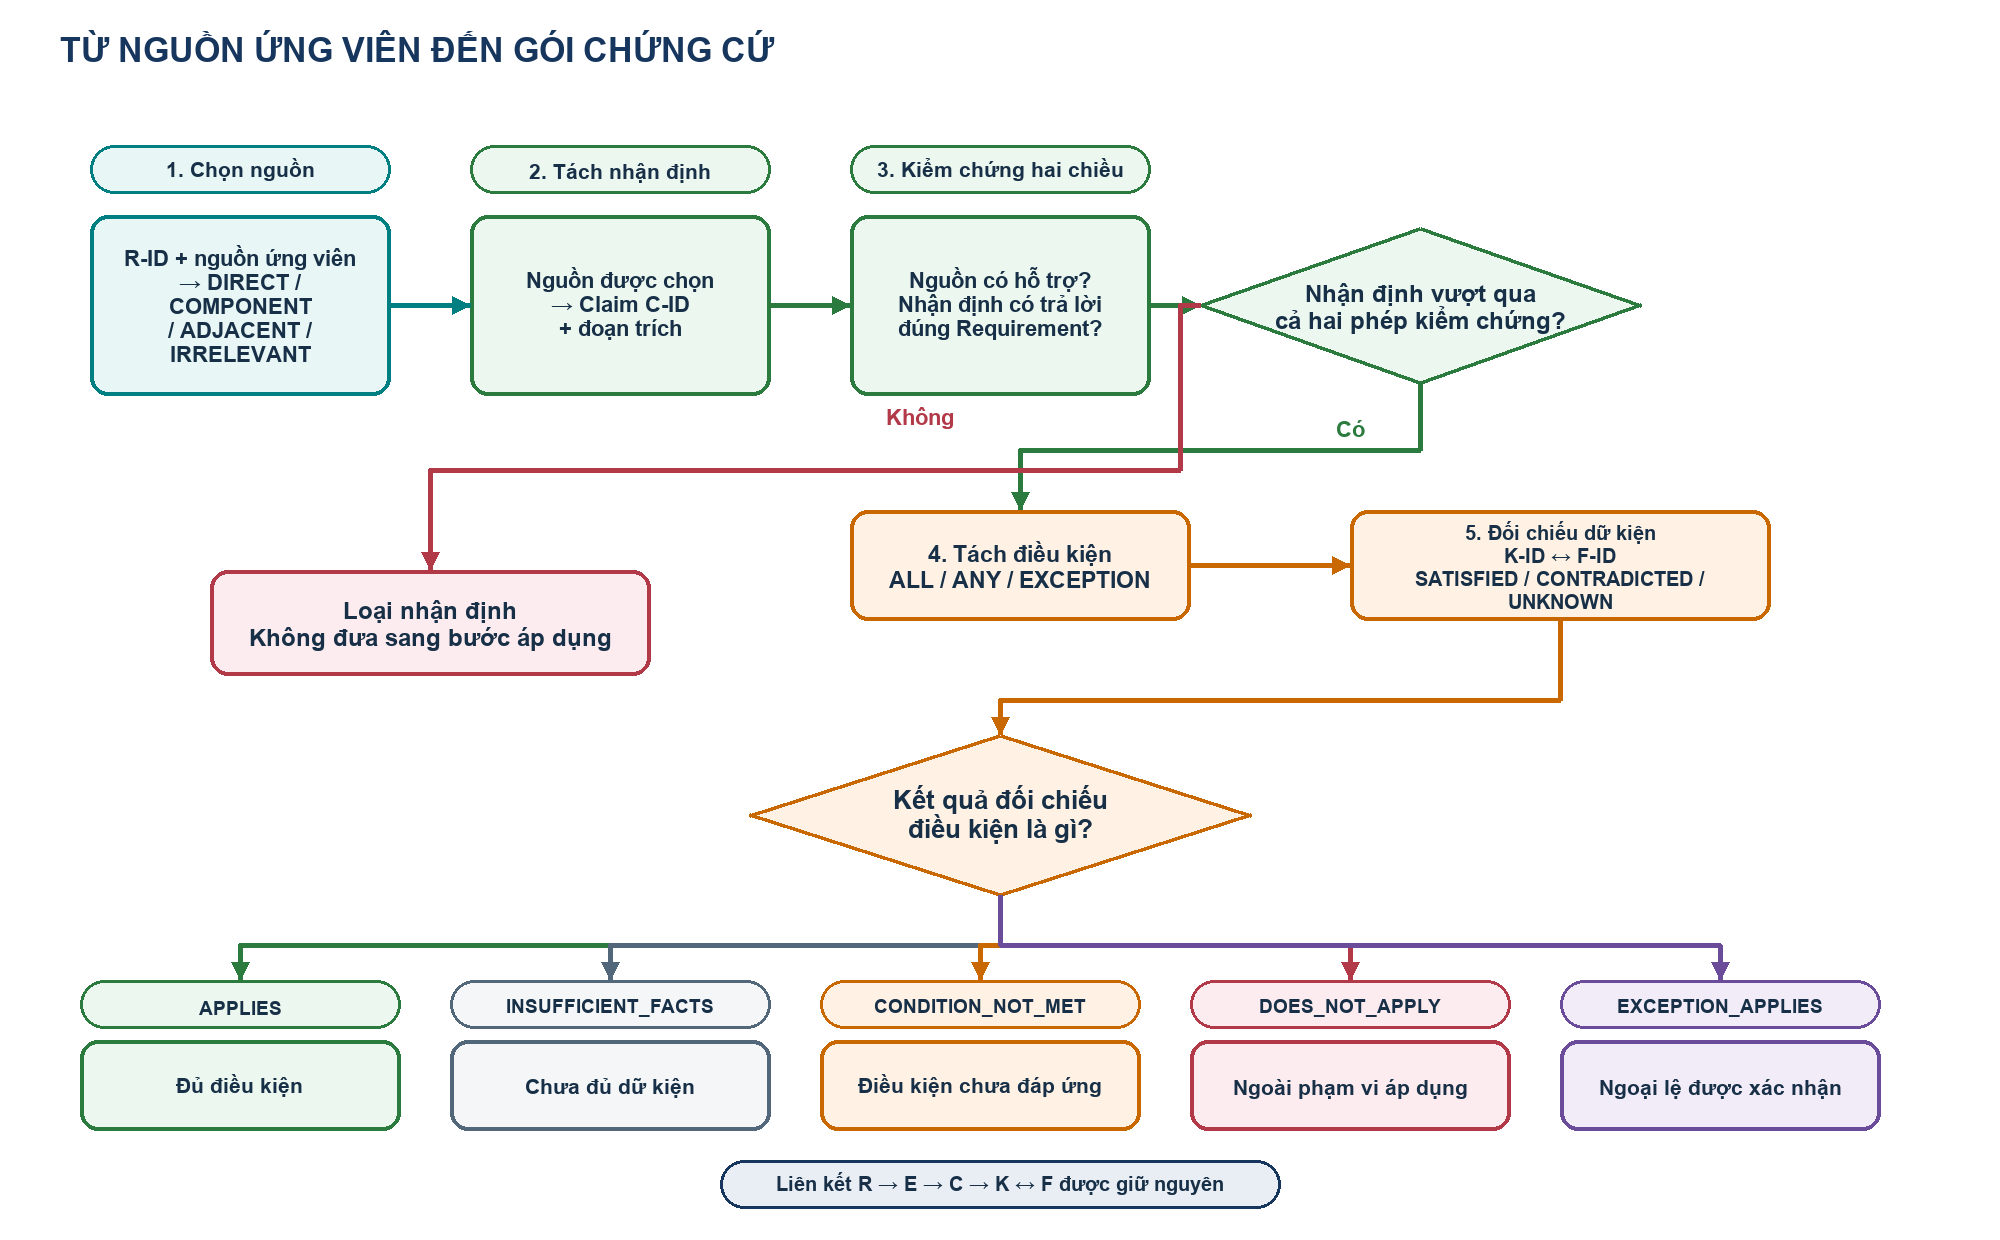 TỪ NGUỒN ỨNG VIÊN ĐẾN GÓI CHỨNG CỨ
1. Chọn nguồn
2. Tách nhận định
3. Kiểm chứng hai chiều
R-ID + nguồn ứng viên
→ DIRECT /
COMPONENT
/ ADJACENT /
IRRELEVANT
Nguồn được chọn
→ Claim C-ID
+ đoạn trích
Nguồn có hỗ trợ?
Nhận định có trả lời
đúng Requirement?
Nhận định vượt qua
cả hai phép kiểm chứng?
Không
Có
4. Tách điều kiện
ALL / ANY / EXCEPTION
5. Đối chiếu dữ kiện
K-ID ↔ F-ID
SATISFIED / CONTRADICTED /
UNKNOWN
Loại nhận định
Không đưa sang bước áp dụng
Kết quả đối chiếu
điều kiện là gì?
APPLIES
INSUFFICIENT_FACTS
CONDITION_NOT_MET
DOES_NOT_APPLY
EXCEPTION_APPLIES
Đủ điều kiện
Chưa đủ dữ kiện
Điều kiện chưa đáp ứng
Ngoài phạm vi áp dụng
Ngoại lệ được xác nhận
Liên kết R → E → C → K ↔ F được giữ nguyên